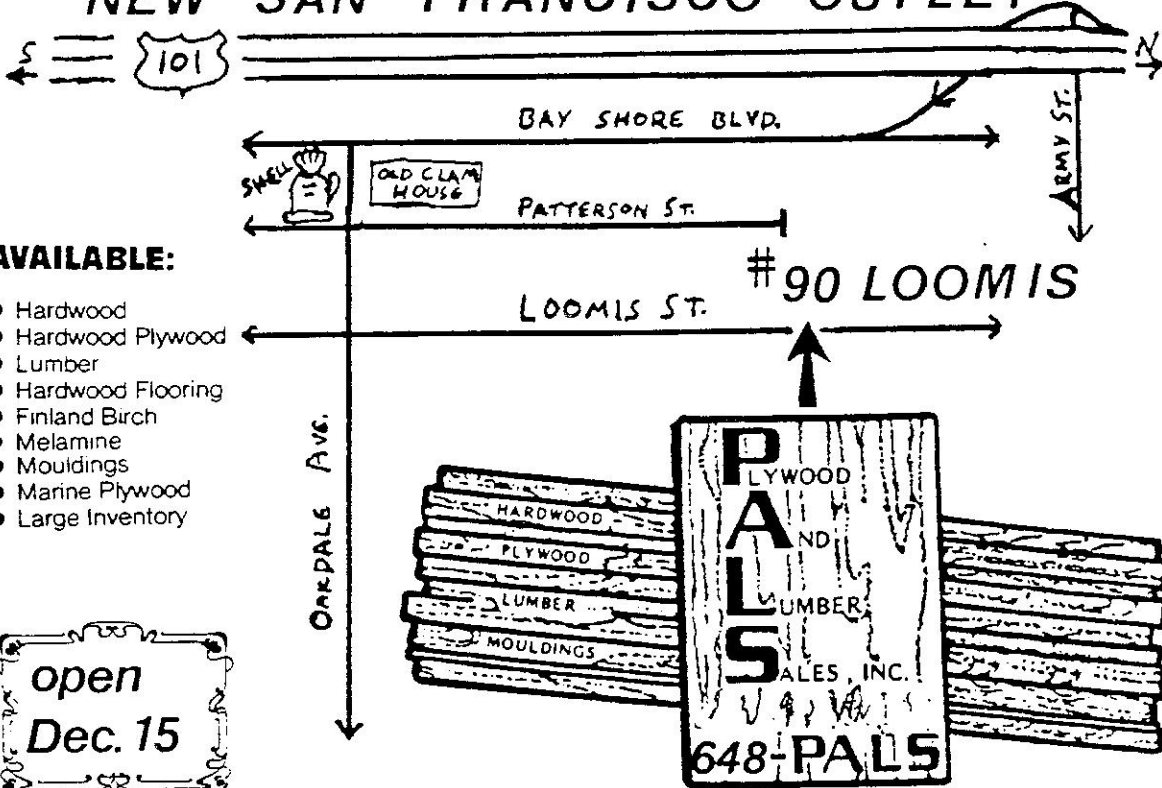 NEW SAN FRANCISCO OUTLET
S
101
N
BAY SHORE BLVD.
ARMY ST.
SHELL
OLD CLAM
HOUSE
PATTERSON ST.
AVAILABLE:
• Hardwood
• Hardwood Plywood
• Lumber
• Hardwood Flooring
• Finland Birch
• Melamine
• Mouldings
• Marine Plywood
• Large Inventory
#90 LOOMIS
LOOMIS ST.
OAKDALE AVE.
HARDWOOD
PLYWOOD
LUMBER
MOULDINGS
PLYWOOD
AND
LUMBER
SALES, INC.
648-PALS
open
Dec. 15